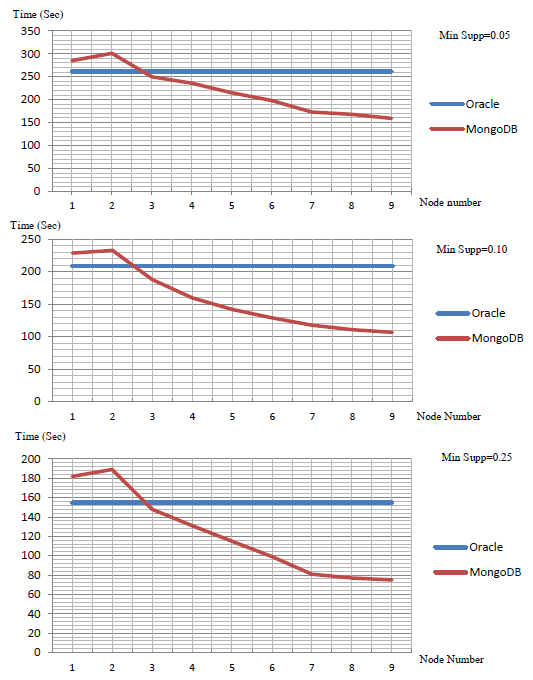 Time (Sec)
Min Supp=0.05
350
300
250
200
150
100
50
0
Oracle
MongoDB
1 2 3 4 5 6 7 8 9 Node number
Time (Sec)
Min Supp=0.10
250
200
150
100
50
0
Oracle
MongoDB
1 2 3 4 5 6 7 8 9 Node Number
Time (Sec)
Min Supp=0.25
200
180
160
140
120
100
80
60
40
20
0
Oracle
MongoDB
1 2 3 4 5 6 7 8 9 Node Number